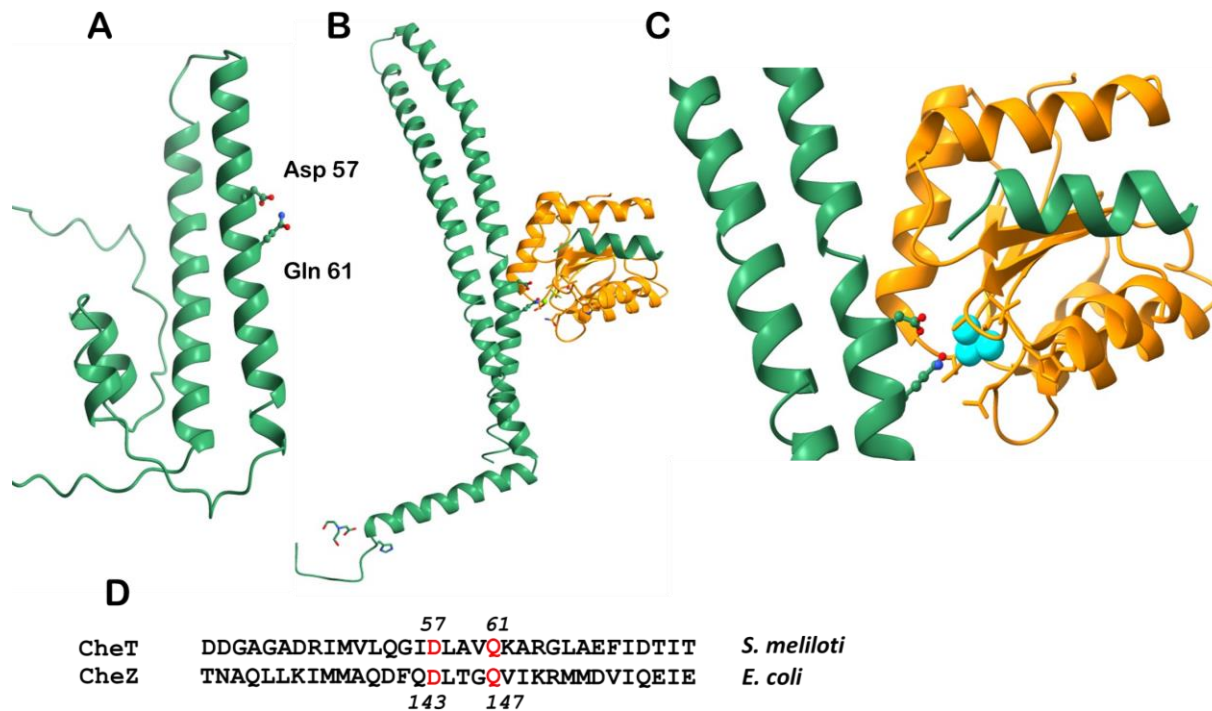 A
B
C
Asp 57
Gln 61
D
57 61
CheT DDGAGADRIMVLQGIDLAVQKARGLAEFIDTIT S. meliloti
CheZ TNAQLLKIMMAQDFQDLTGQVIKRMMDVIQEIE E. coli
143 147